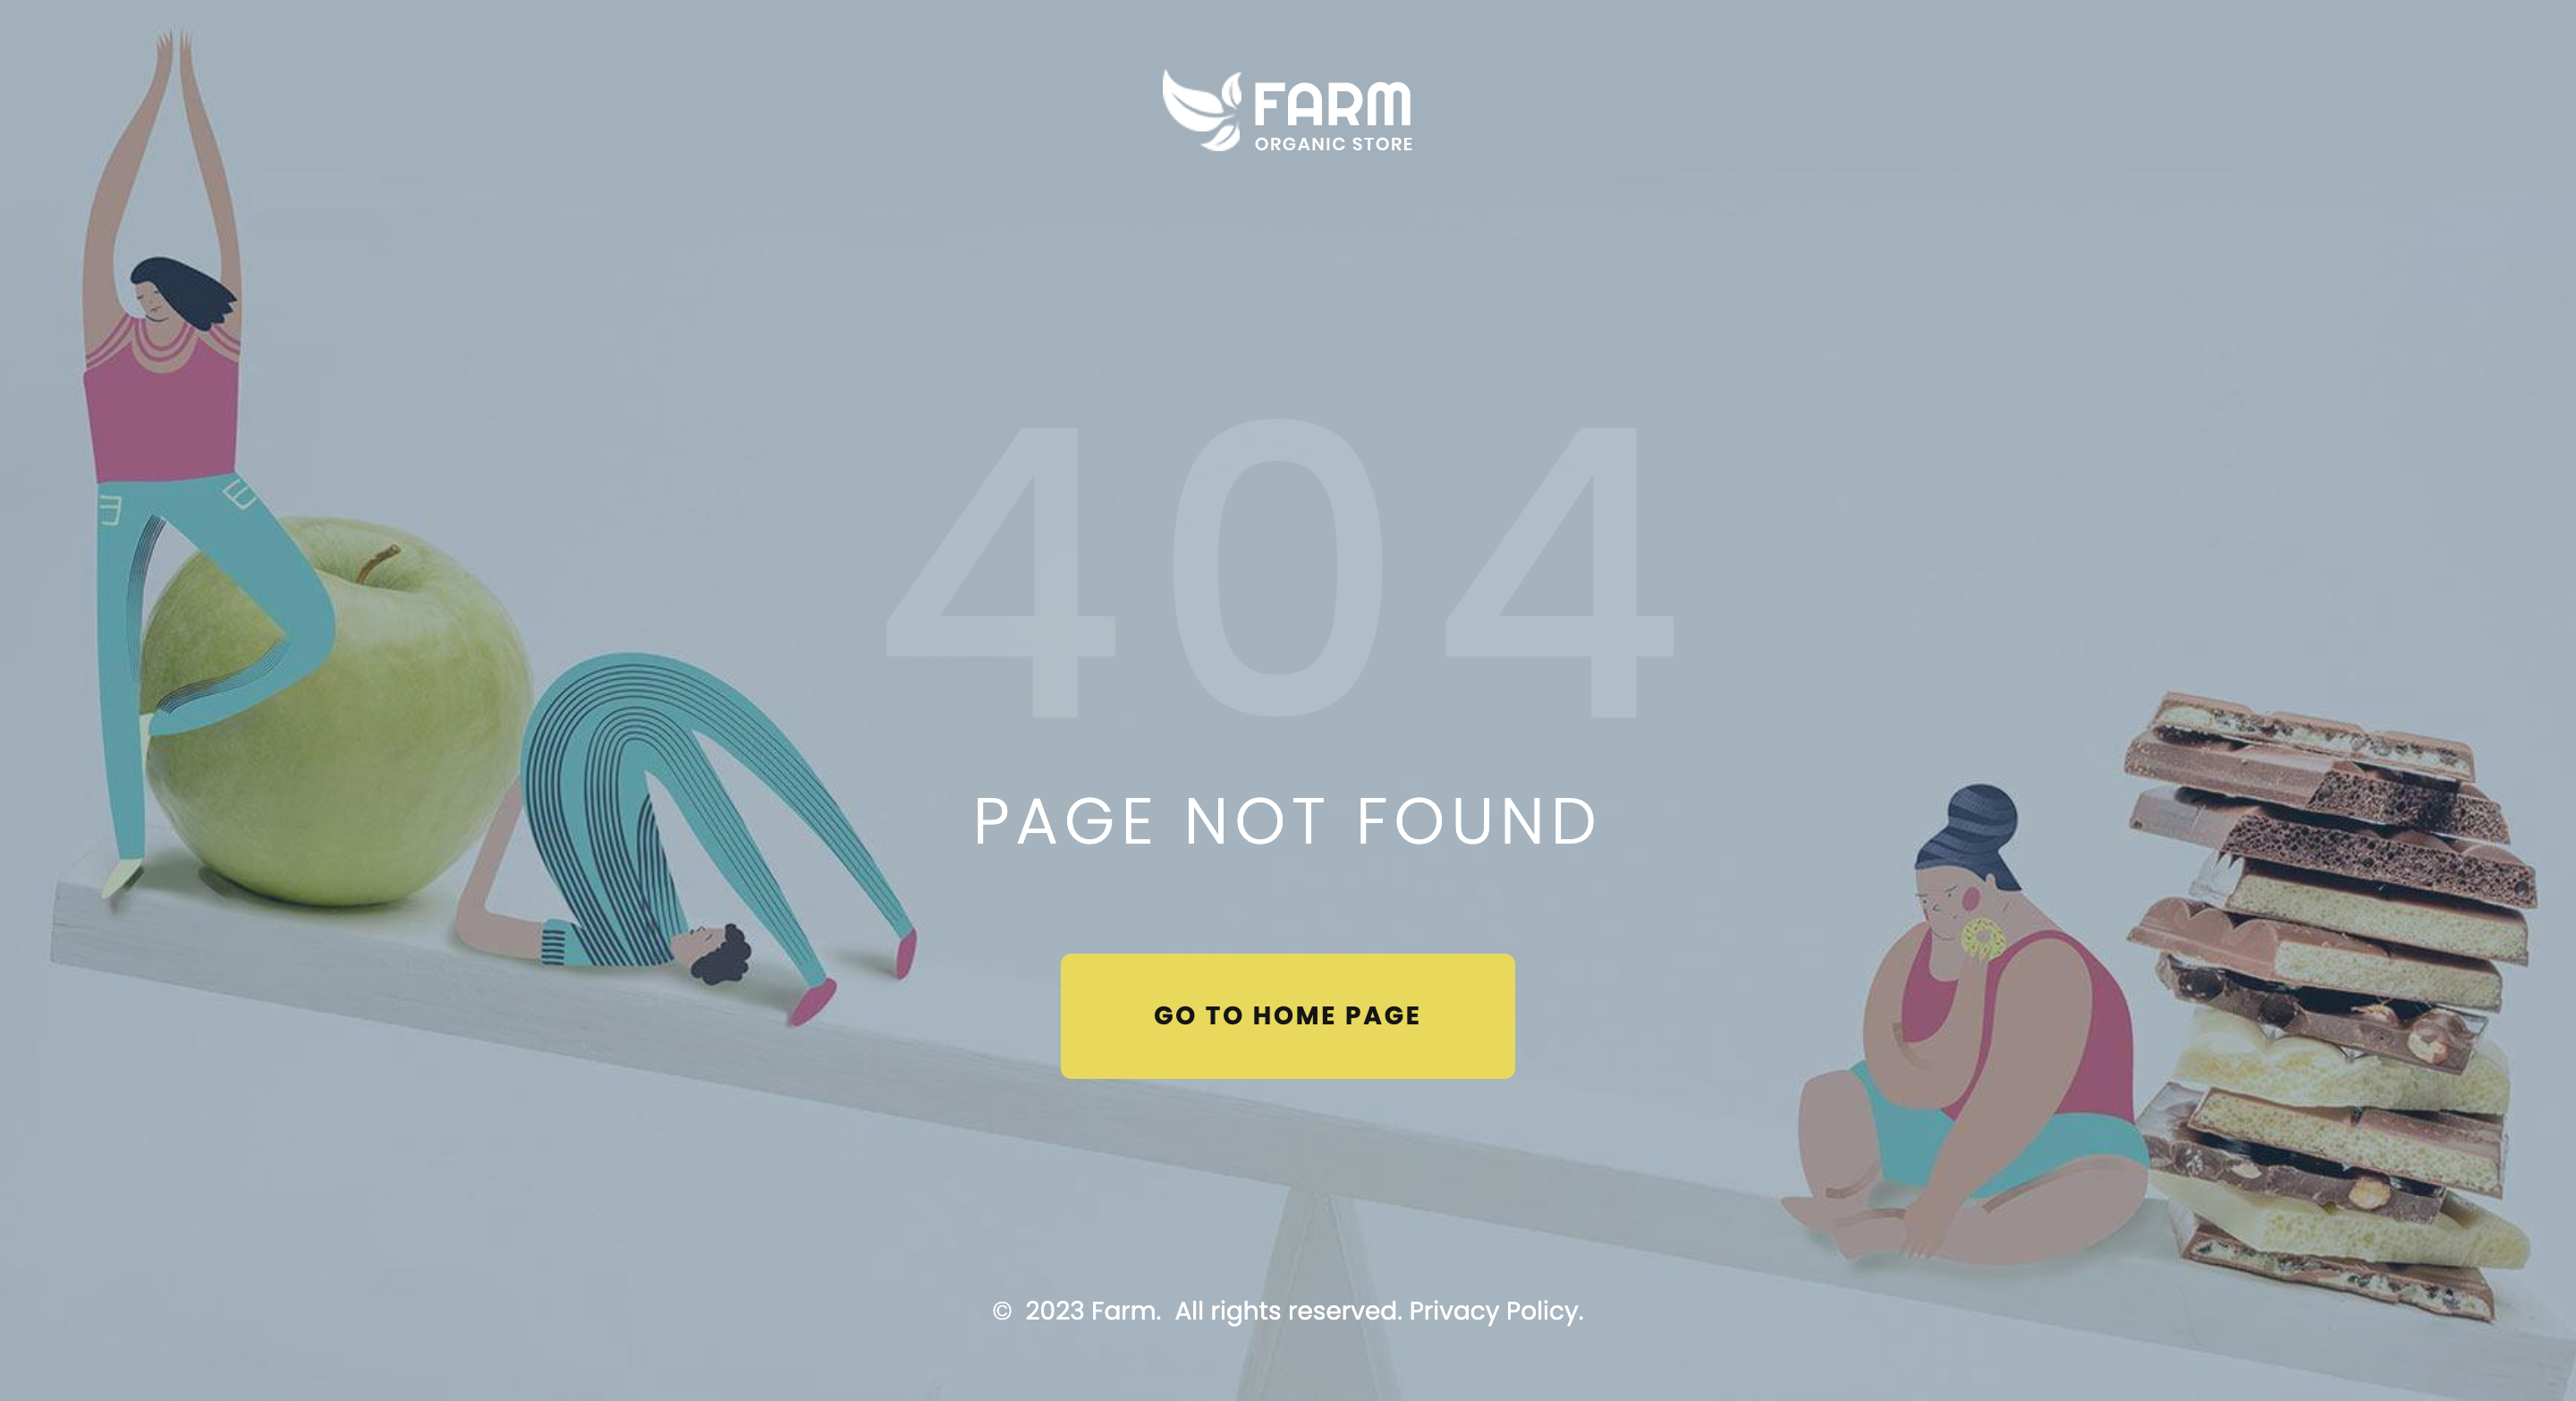 FARM
ORGANIC STORE
404
PAGE NOT FOUND
GO TO HOME PAGE
© 2023 Farm. All rights reserved. Privacy Policy.